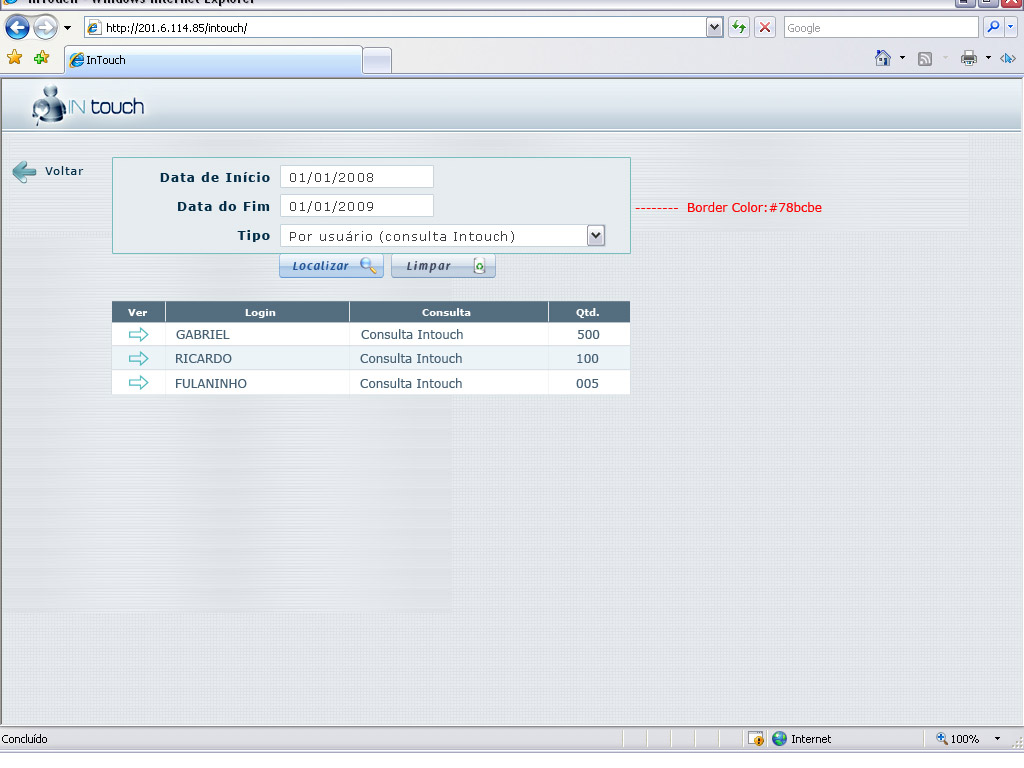 InTouch - Windows Internet Explorer
http://201.6.114.85/intouch/
Google
InTouch
IN touch
Voltar
Data de Início 01/01/2008
Data do Fim 01/01/2009
-------- Border Color:#78bcbe
Tipo Por usuário (consulta Intouch)
Localizar Limpar
Ver Login Consulta Qtd.
GABRIEL Consulta Intouch 500
RICARDO Consulta Intouch 100
FULANINHO Consulta Intouch 005
Concluído Internet 100%